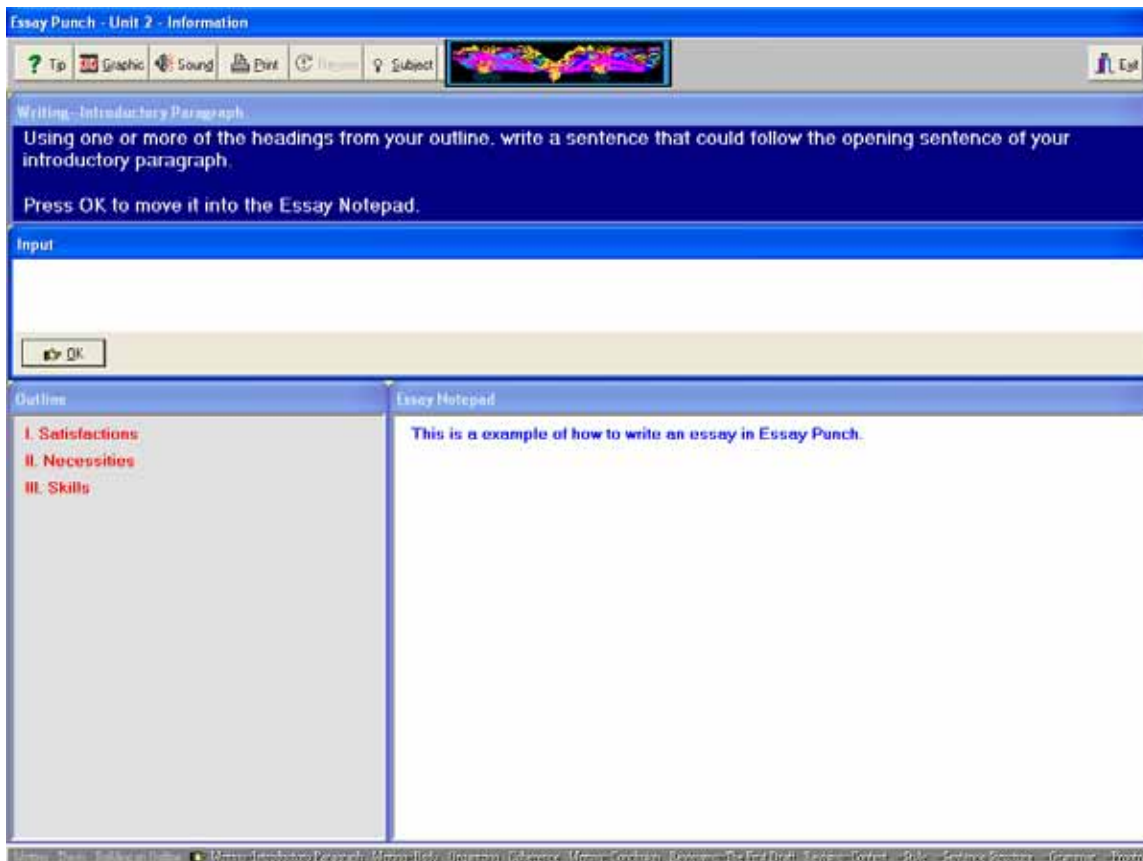 Essay Punch - Unit 2 - Information
? Tip Graphic Sound Print Subject Exit
Writing - Introductory Paragraph
Using one or more of the headings from your outline, write a sentence that could follow the opening sentence of your
introductory paragraph.
Press OK to move it into the Essay Notepad.
Input
OK
Outline
Essay Notepad
I. Satisfactions
II. Necessities
III. Skills
This is a example of how to write an essay in Essay Punch.